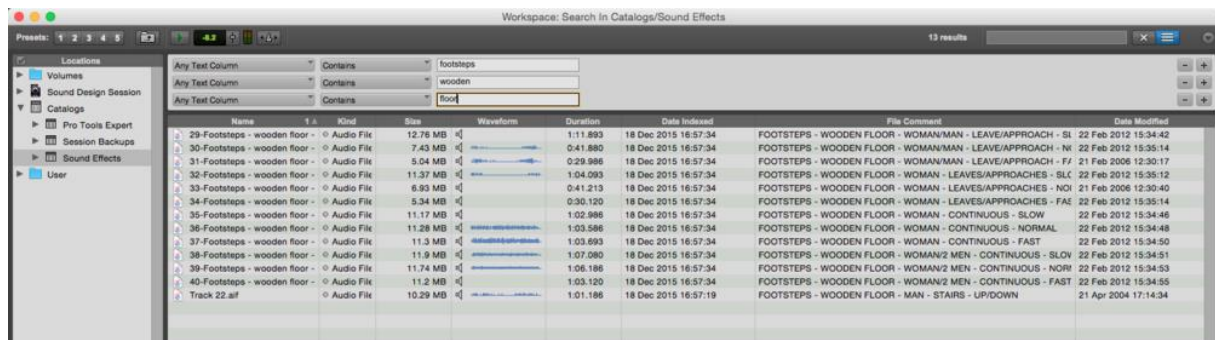 Workspace: Search In Catalogs/Sound Effects
Presets: 1 2 3 4 5 -8.2 13 results
Locations
Volumes
Sound Design Session
Catalogs
Pro Tools Expert
Session Backups
Sound Effects
User
Any Text Column Contains footsteps
Any Text Column Contains wooden
Any Text Column Contains floor
Name 1 Kind Size Waveform Duration Date Indexed File Comment Date Modified
29-Footsteps - wooden floor - Audio File 12.76 MB 1:11.893 18 Dec 2015 16:57:34 FOOTSTEPS - WOODEN FLOOR - WOMAN/MAN - LEAVE/APPROACH - SL 22 Feb 2012 15:34:42
30-Footsteps - wooden floor - Audio File 7.43 MB 0:41.880 18 Dec 2015 16:57:34 FOOTSTEPS - WOODEN FLOOR - WOMAN/MAN - LEAVE/APPROACH - N( 22 Feb 2012 15:35:14
31-Footsteps - wooden floor - Audio File 5.04 MB 0:29.986 18 Dec 2015 16:57:34 FOOTSTEPS - WOODEN FLOOR - WOMAN/MAN - LEAVE/APPROACH - F/ 21 Feb 2006 12:30:17
32-Footsteps - wooden floor - Audio File 11.37 MB 1:04.093 18 Dec 2015 16:57:34 FOOTSTEPS - WOODEN FLOOR - WOMAN - LEAVES/APPROACHES - SLC 22 Feb 2012 15:35:12
33-Footsteps - wooden floor - Audio File 6.93 MB 0:41.213 18 Dec 2015 16:57:34 FOOTSTEPS - WOODEN FLOOR - WOMAN - LEAVES/APPROACHES - NOI 21 Feb 2006 12:30:40
34-Footsteps - wooden floor - Audio File 5.34 MB 0:30.120 18 Dec 2015 16:57:34 FOOTSTEPS - WOODEN FLOOR - WOMAN - LEAVES/APPROACHES - FAS 22 Feb 2012 15:35:14
35-Footsteps - wooden floor - Audio File 11.17 MB 1:02.986 18 Dec 2015 16:57:34 FOOTSTEPS - WOODEN FLOOR - WOMAN - CONTINUOUS - SLOW 22 Feb 2012 15:34:46
36-Footsteps - wooden floor - Audio File 11.28 MB 1:03.586 18 Dec 2015 16:57:34 FOOTSTEPS - WOODEN FLOOR - WOMAN - CONTINUOUS - NORMAL 22 Feb 2012 15:34:48
37-Footsteps - wooden floor - Audio File 11.3 MB 1:03.693 18 Dec 2015 16:57:34 FOOTSTEPS - WOODEN FLOOR - WOMAN - CONTINUOUS - FAST 22 Feb 2012 15:34:50
38-Footsteps - wooden floor - Audio File 11.9 MB 1:07.080 18 Dec 2015 16:57:34 FOOTSTEPS - WOODEN FLOOR - WOMAN/2 MEN - CONTINUOUS - SLOW 22 Feb 2012 15:34:51
39-Footsteps - wooden floor - Audio File 11.74 MB 1:06.186 18 Dec 2015 16:57:34 FOOTSTEPS - WOODEN FLOOR - WOMAN/2 MEN - CONTINUOUS - NORM 22 Feb 2012 15:34:53
40-Footsteps - wooden floor - Audio File 11.2 MB 1:03.120 18 Dec 2015 16:57:34 FOOTSTEPS - WOODEN FLOOR - WOMAN/2 MEN - CONTINUOUS - FAST 22 Feb 2012 15:34:55
Track 22.aif Audio File 10.29 MB 1:01.186 18 Dec 2015 16:57:19 FOOTSTEPS - WOODEN FLOOR - MAN - STAIRS - UP/DOWN 21 Apr 2004 17:14:34